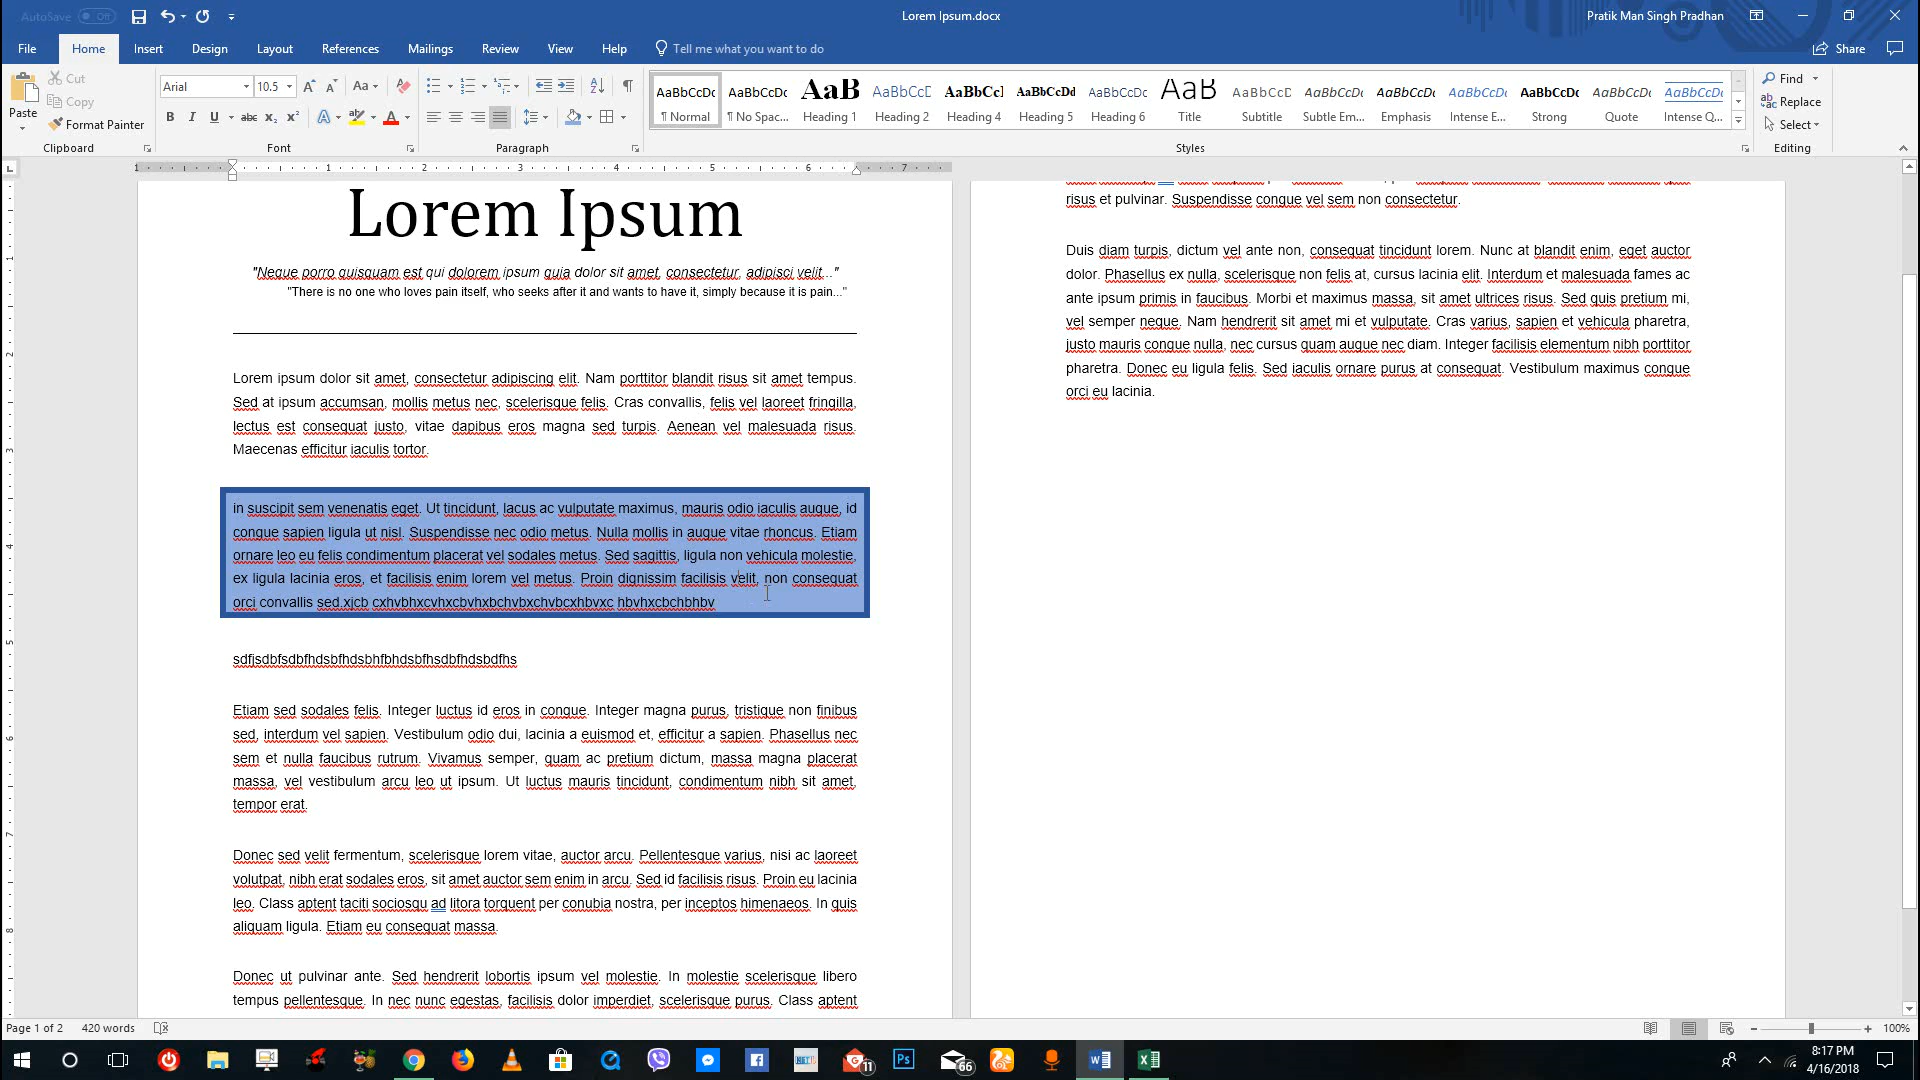 AutoSave Off
Lorem Ipsum.docx
Pratik Man Singh Pradhan
File Home Insert Design Layout References Mailings Review View Help Tell me what you want to do
Share
Paste
Cut
Copy
Format Painter
Clipboard
Arial 10.5
Font
Paragraph
AaBbCcDc AaBbCcDc AaB AaBbCcD AaBbCcI AaBbCcDd AaBbCcDc AaB AaBbCcD AaBbCcDc AaBbCcDc AaBbCcDc AaBbCcDc AaBbCcDc AaBbCcDc
¶ Normal ¶ No Spac... Heading 1 Heading 2 Heading 4 Heading 5 Heading 6 Title Subtitle Subtle Em... Emphasis Intense E... Strong Quote Intense Q...
Styles
Find
Replace
Select
Editing
1 1 2 3 4 5 6 7
Lorem Ipsum
"Neque porro quisquam est qui dolorem ipsum quia dolor sit amet, consectetur, adipisci velit..."
"There is no one who loves pain itself, who seeks after it and wants to have it, simply because it is pain..."
Lorem ipsum dolor sit amet, consectetur adipiscing elit. Nam porttitor blandit risus sit amet tempus.
Sed at ipsum accumsan, mollis metus nec, scelerisque felis. Cras convallis, felis vel laoreet fringilla,
lectus est consequat justo, vitae dapibus eros magna sed turpis. Aenean vel malesuada risus.
Maecenas efficitur iaculis tortor.
in suscipit sem venenatis eget. Ut tincidunt, lacus ac vulputate maximus, mauris odio iaculis augue, id
congue sapien ligula ut nisl. Suspendisse nec odio metus. Nulla mollis in augue vitae rhoncus. Etiam
ornare leo eu felis condimentum placerat vel sodales metus. Sed sagittis, ligula non vehicula molestie,
ex ligula lacinia eros, et facilisis enim lorem vel metus. Proin dignissim facilisis velit, non consequat
orci convallis sed.xjcb cxhvbhxcvhxcbvhxbchvbxchvbcxhbvxc hbvhxcbchbhbv
sdfjsdbfsdbfhdsbfhdsbhfbhdsbfhsdbfhdsbdfhs
Etiam sed sodales felis. Integer luctus id eros in congue. Integer magna purus, tristique non finibus
sed, interdum vel sapien. Vestibulum odio dui, lacinia a euismod et, efficitur a sapien. Phasellus nec
sem et nulla faucibus rutrum. Vivamus semper, quam ac pretium dictum, massa magna placerat
massa, vel vestibulum arcu leo ut ipsum. Ut luctus mauris tincidunt, condimentum nibh sit amet,
tempor erat.
Donec sed velit fermentum, scelerisque lorem vitae, auctor arcu. Pellentesque varius, nisi ac laoreet
volutpat, nibh erat sodales eros, sit amet auctor sem enim in arcu. Sed id facilisis risus. Proin eu lacinia
leo. Class aptent taciti sociosqu ad litora torquent per conubia nostra, per inceptos himenaeos. In quis
aliquam ligula. Etiam eu consequat massa.
Donec ut pulvinar ante. Sed hendrerit lobortis ipsum vel molestie. In molestie scelerisque libero
tempus pellentesque. In nec nunc egestas, facilisis dolor imperdiet, scelerisque purus. Class aptent
risus et pulvinar. Suspendisse congue vel sem non consectetur.
Duis diam turpis, dictum vel ante non, consequat tincidunt lorem. Nunc at blandit enim, eget auctor
dolor. Phasellus ex nulla, scelerisque non felis at, cursus lacinia elit. Interdum et malesuada fames ac
ante ipsum primis in faucibus. Morbi et maximus massa, sit amet ultrices risus. Sed quis pretium mi,
vel semper neque. Nam hendrerit sit amet mi et vulputate. Cras varius, sapien et vehicula pharetra,
justo mauris congue nulla, nec cursus quam augue nec diam. Integer facilisis elementum nibh porttitor
pharetra. Donec eu ligula felis. Sed iaculis ornare purus at consequat. Vestibulum maximus congue
orci eu lacinia.
Page 1 of 2 420 words
100%
11 Ps 66
8:17 PM
4/16/2018